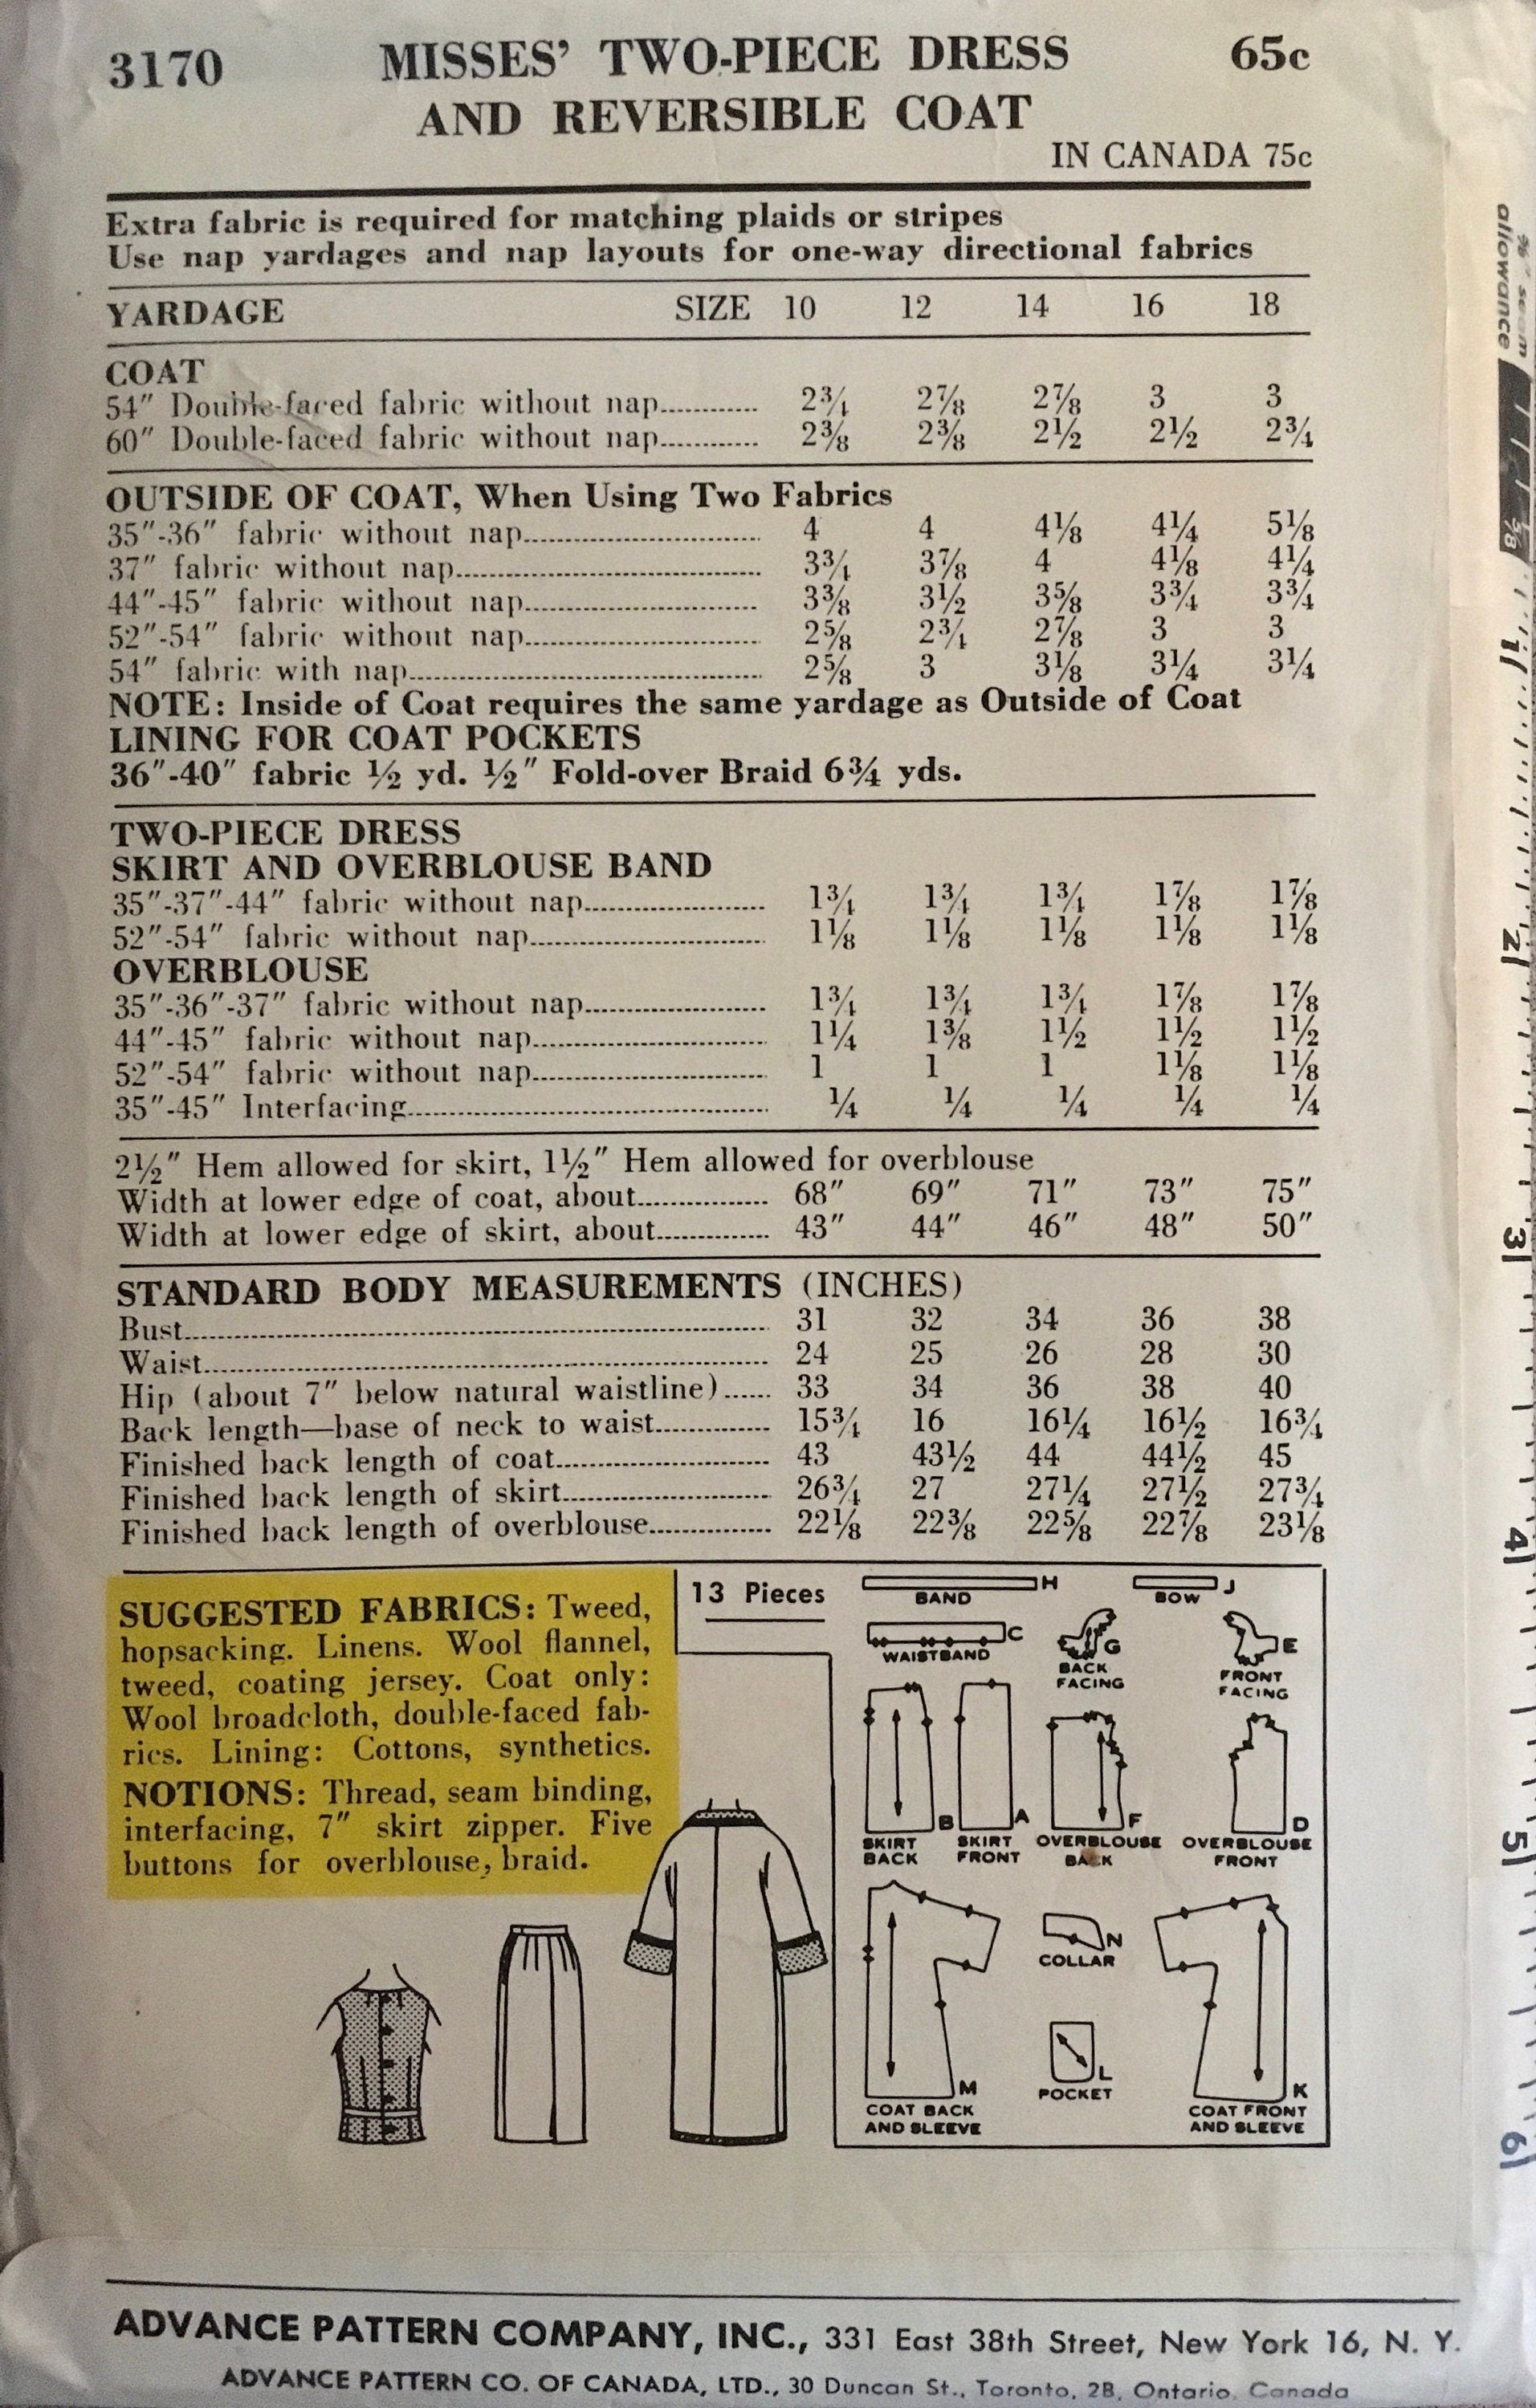 3170 MISSES’ TWO-PIECE DRESS 65c
AND REVERSIBLE COAT
IN CANADA 75c
Extra fabric is required for matching plaids or stripes
Use nap yardages and nap layouts for one-way directional fabrics
YARDAGE SIZE 10 12 14 16 18
COAT
54″ Double-faced fabric without nap............ 2¾ 2⅞ 2⅞ 3 3
60″ Double-faced fabric without nap............ 2⅜ 2⅜ 2½ 2½ 2¾
OUTSIDE OF COAT, When Using Two Fabrics
35″-36″ fabric without nap............ 4 4 4⅛ 4¼ 5⅛
37″ fabric without nap............ 3¾ 3⅞ 4 4⅛ 4¼
44″-45″ fabric without nap............ 3⅜ 3½ 3⅝ 3¾ 3¾
52″-54″ fabric without nap............ 2⅝ 2¾ 2⅞ 3 3
54″ fabric with nap............ 2⅝ 3 3⅛ 3¼ 3¼
NOTE: Inside of Coat requires the same yardage as Outside of Coat
LINING FOR COAT POCKETS
36″-40″ fabric ½ yd. ½″ Fold-over Braid 6¾ yds.
TWO-PIECE DRESS
SKIRT AND OVERBLOUSE BAND
35″-37″-44″ fabric without nap............ 1¾ 1¾ 1¾ 1⅞ 1⅞
52″-54″ fabric without nap............ 1⅛ 1⅛ 1⅛ 1⅛ 1⅛
OVERBLOUSE
35″-36″-37″ fabric without nap............ 1¾ 1¾ 1¾ 1⅞ 1⅞
44″-45″ fabric without nap............ 1¼ 1⅜ 1½ 1½ 1½
52″-54″ fabric without nap............ 1 1 1 1⅛ 1⅛
35″-45″ Interfacing............ ¼ ¼ ¼ ¼ ¼
2½″ Hem allowed for skirt, 1½″ Hem allowed for overblouse
Width at lower edge of coat, about............ 68″ 69″ 71″ 73″ 75″
Width at lower edge of skirt, about............ 43″ 44″ 46″ 48″ 50″
STANDARD BODY MEASUREMENTS (INCHES)
Bust............ 31 32 34 36 38
Waist............ 24 25 26 28 30
Hip (about 7″ below natural waistline)...... 33 34 36 38 40
Back length—base of neck to waist............ 15¾ 16 16¼ 16½ 16¾
Finished back length of coat............ 43 43½ 44 44½ 45
Finished back length of skirt............ 26¾ 27 27¼ 27½ 27¾
Finished back length of overblouse............ 22⅛ 22⅜ 22⅝ 22⅞ 23⅛
SUGGESTED FABRICS: Tweed,
hopsacking. Linens. Wool flannel,
tweed, coating jersey. Coat only:
Wool broadcloth, double-faced fab-
rics. Lining: Cottons, synthetics.
NOTIONS: Thread, seam binding,
interfacing, 7″ skirt zipper. Five
buttons for overblouse, braid.
13 Pieces
H
BAND
J
BOW
C
WAISTBAND
G
BACK
FACING
E
FRONT
FACING
B
SKIRT
BACK
A
SKIRT
FRONT
F
OVERBLOUSE
BACK
D
OVERBLOUSE
FRONT
M
COAT BACK
AND SLEEVE
N
COLLAR
L
POCKET
K
COAT FRONT
AND SLEEVE
ADVANCE PATTERN COMPANY, INC., 331 East 38th Street, New York 16, N. Y.
ADVANCE PATTERN CO. OF CANADA, LTD., 30 Duncan St., Toronto, 2B, Ontario, Canada
⅝″ seam
allowance
⅝
1
2
3
4
5
6